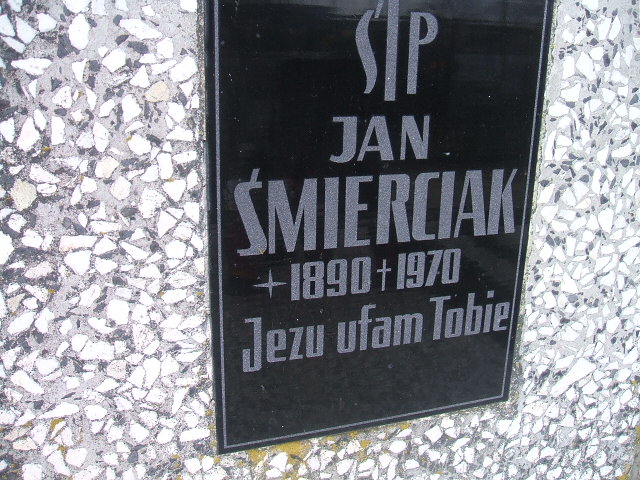 ŚP
JAN
ŚMIERCIAK
1890 † 1970
Jezu ufam Tobie